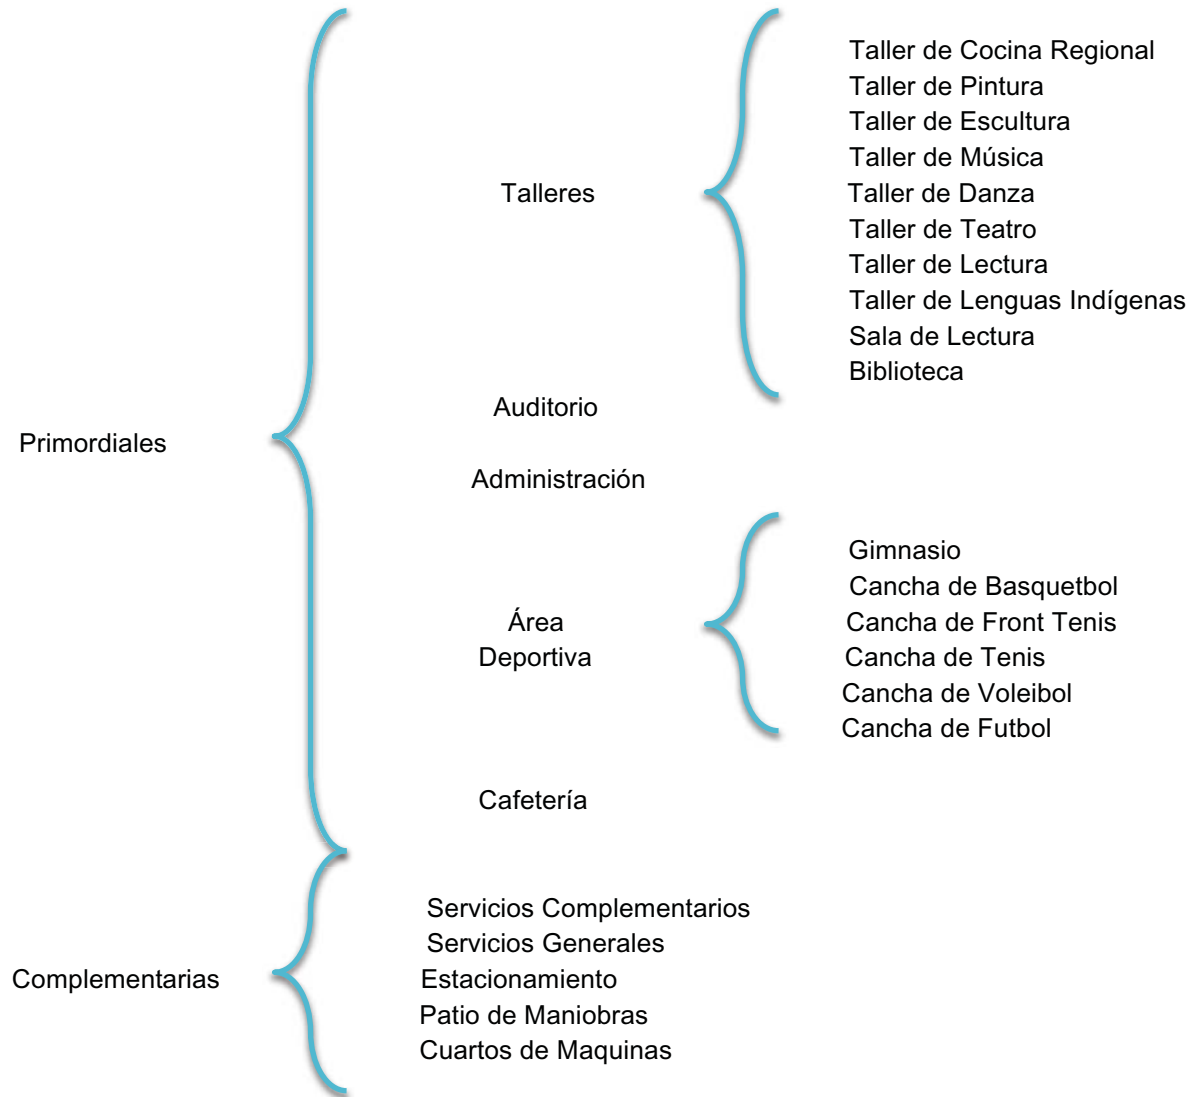 Primordiales
Talleres
Taller de Cocina Regional
Taller de Pintura
Taller de Escultura
Taller de Música
Taller de Danza
Taller de Teatro
Taller de Lectura
Taller de Lenguas Indígenas
Sala de Lectura
Biblioteca
Auditorio
Administración
Área
Deportiva
Gimnasio
Cancha de Basquetbol
Cancha de Front Tenis
Cancha de Tenis
Cancha de Voleibol
Cancha de Futbol
Cafetería
Complementarias
Servicios Complementarios
Servicios Generales
Estacionamiento
Patio de Maniobras
Cuartos de Maquinas